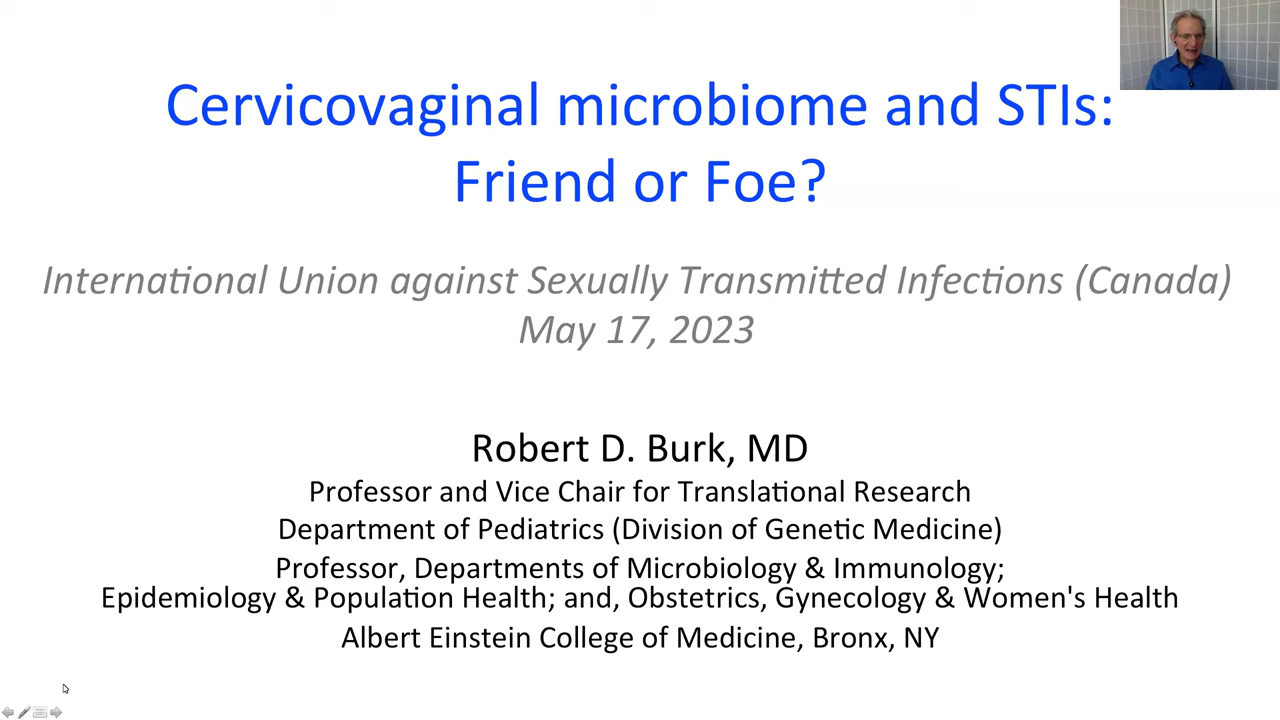 Cervicovaginal microbiome and STIs:
Friend or Foe?
International Union against Sexually Transmitted Infections (Canada)
May 17, 2023
Robert D. Burk, MD
Professor and Vice Chair for Translational Research
Department of Pediatrics (Division of Genetic Medicine)
Professor, Departments of Microbiology & Immunology;
Epidemiology & Population Health; and, Obstetrics, Gynecology & Women's Health
Albert Einstein College of Medicine, Bronx, NY